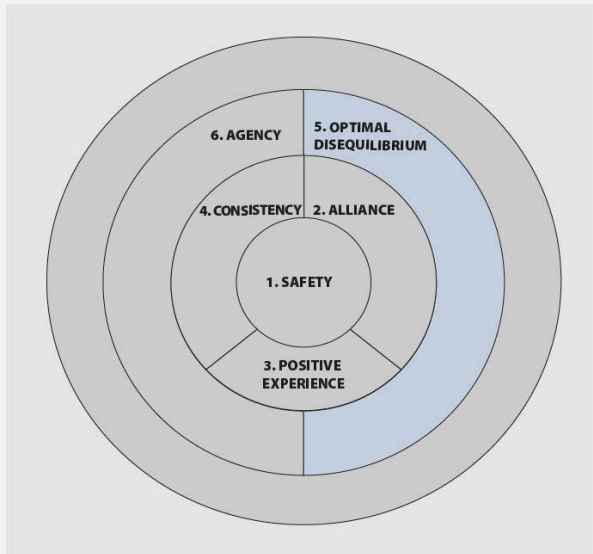 6. AGENCY
5. OPTIMAL
DISEQUILIBRIUM
4. CONSISTENCY
2. ALLIANCE
1. SAFETY
3. POSITIVE
EXPERIENCE